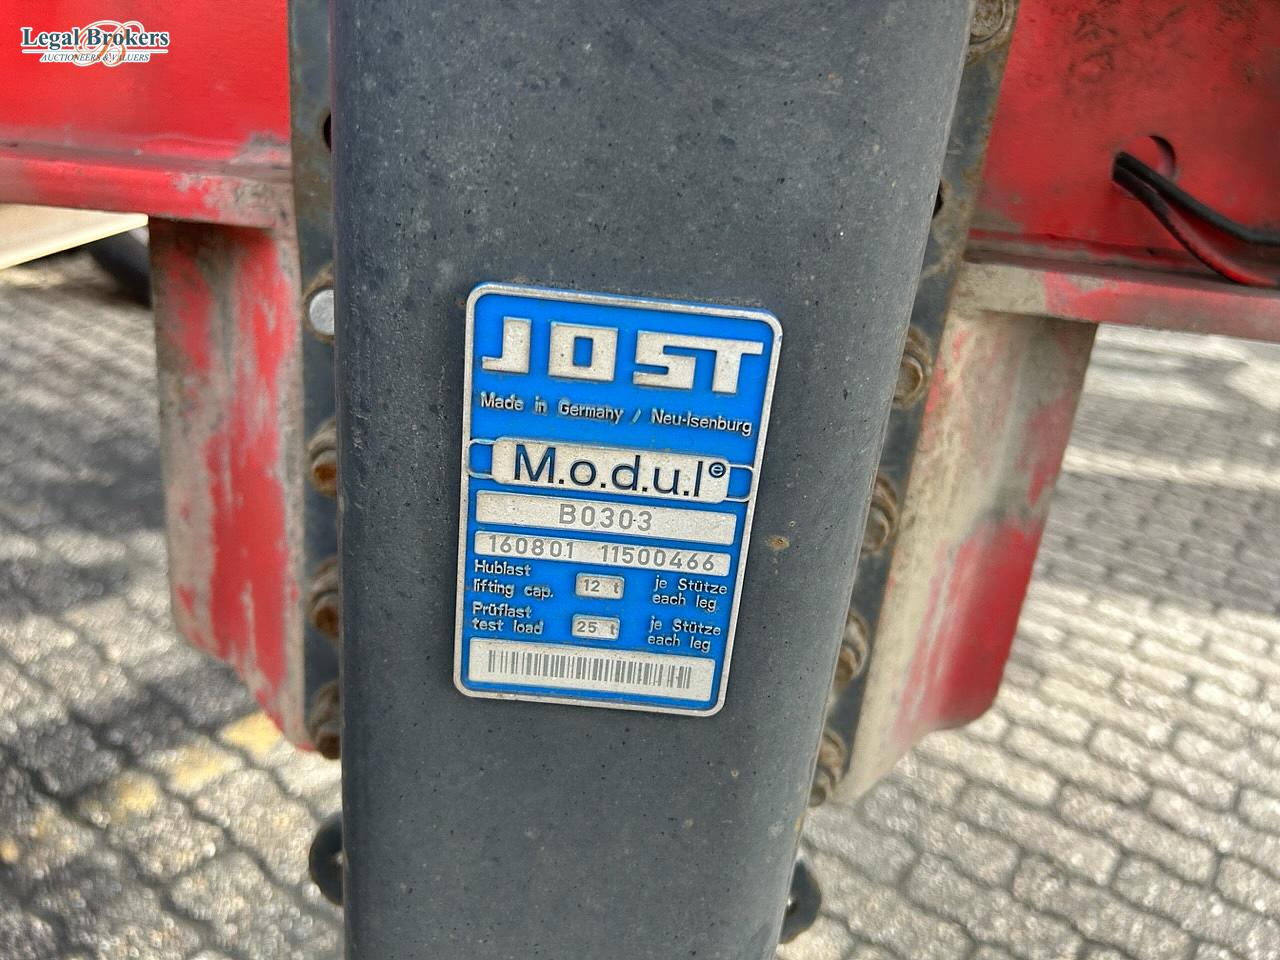 Legal Brokers
AUCTIONEERS & VALUERS
JOST
Made in Germany / Neu-Isenburg
M.o.d.u.l e
B0303
160801 11500466
Hublast
lifting cap. 12 t je Stütze
each leg
Prüflast
test load 25 t je Stütze
each leg